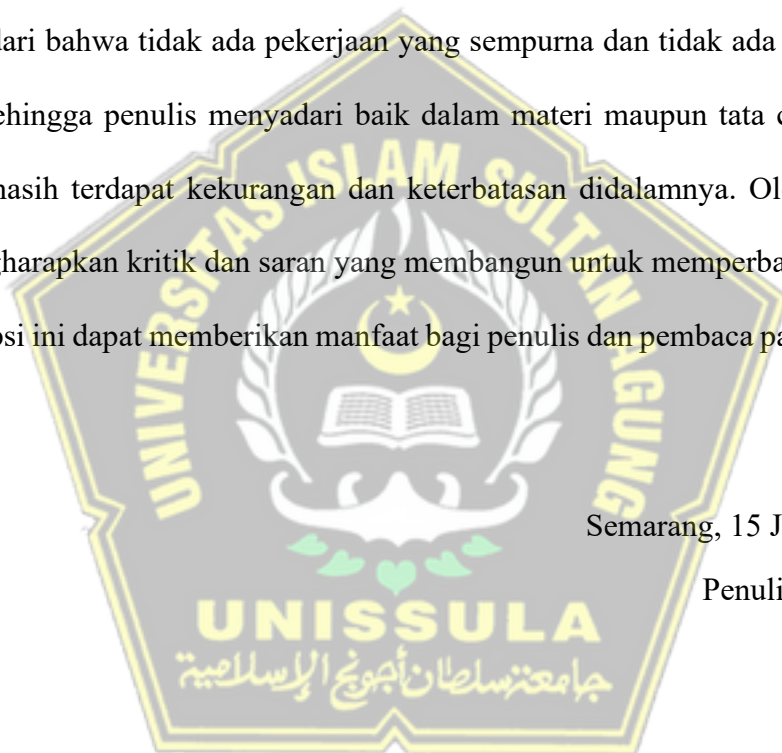 dari bahwa tidak ada pekerjaan yang sempurna dan tidak ada
ehingga penulis menyadari baik dalam materi maupun tata
masih terdapat kekurangan dan keterbatasan didalamnya. Ol
gharapkan kritik dan saran yang membangun untuk memperba
psi ini dapat memberikan manfaat bagi penulis dan pembaca pa
UNIVERSITAS ISLAM SULTAN AGUNG
Semarang, 15 J
Penuli
UNISSULA
جامعة سلطان أجونج الإسلامية